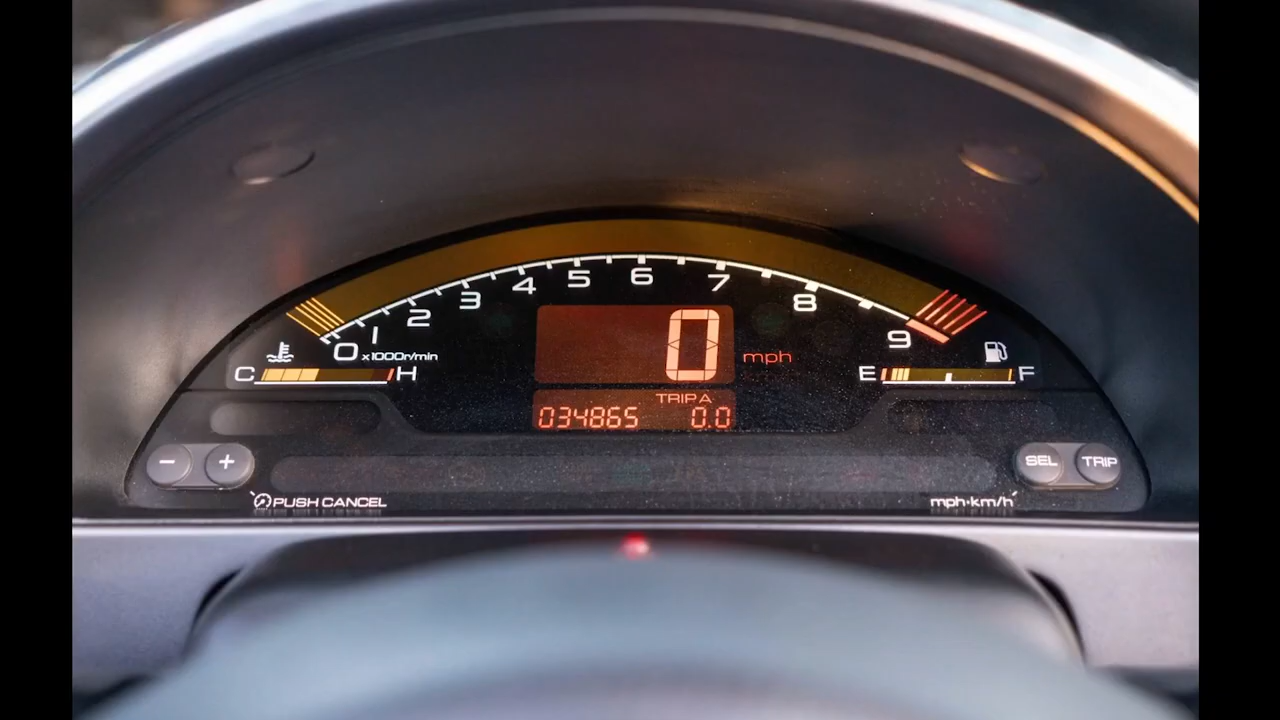 0 1 2 3 4 5 6 7 8 9
x1000r/min
0 mph
C H
E F
TRIP A
034865 0.0
− +
SEL TRIP
PUSH CANCEL
mph•km/h